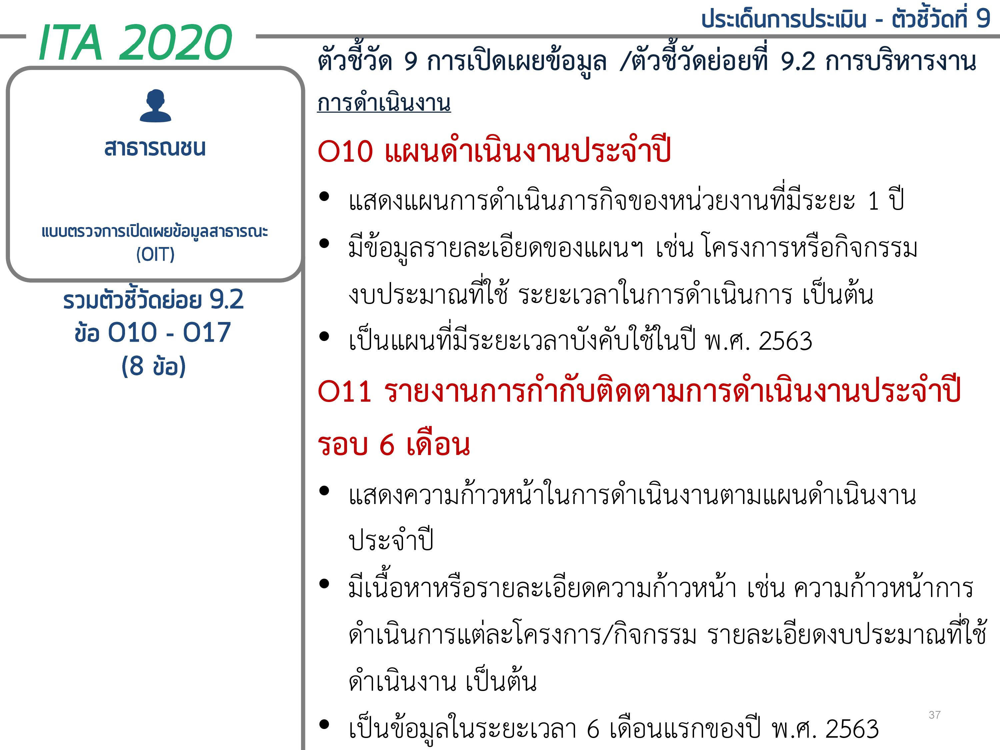 ประเด็นการประเมิน - ตัวชี้วัดที่ 9
ITA 2020
สาธารณชน
แบบตรวจการเปิดเผยข้อมูลสาธารณะ
(OIT)
รวมตัวชี้วัดย่อย 9.2
ข้อ O10 - O17
(8 ข้อ)
ตัวชี้วัด 9 การเปิดเผยข้อมูล /ตัวชี้วัดย่อยที่ 9.2 การบริหารงาน
การดำเนินงาน
O10 แผนดำเนินงานประจำปี
• แสดงแผนการดำเนินภารกิจของหน่วยงานที่มีระยะ 1 ปี
• มีข้อมูลรายละเอียดของแผนฯ เช่น โครงการหรือกิจกรรม
งบประมาณที่ใช้ ระยะเวลาในการดำเนินการ เป็นต้น
• เป็นแผนที่มีระยะเวลาบังคับใช้ในปี พ.ศ. 2563
O11 รายงานการกำกับติดตามการดำเนินงานประจำปี
รอบ 6 เดือน
• แสดงความก้าวหน้าในการดำเนินงานตามแผนดำเนินงาน
ประจำปี
• มีเนื้อหาหรือรายละเอียดความก้าวหน้า เช่น ความก้าวหน้าการ
ดำเนินการแต่ละโครงการ/กิจกรรม รายละเอียดงบประมาณที่ใช้
ดำเนินงาน เป็นต้น
• เป็นข้อมูลในระยะเวลา 6 เดือนแรกของปี พ.ศ. 2563
37